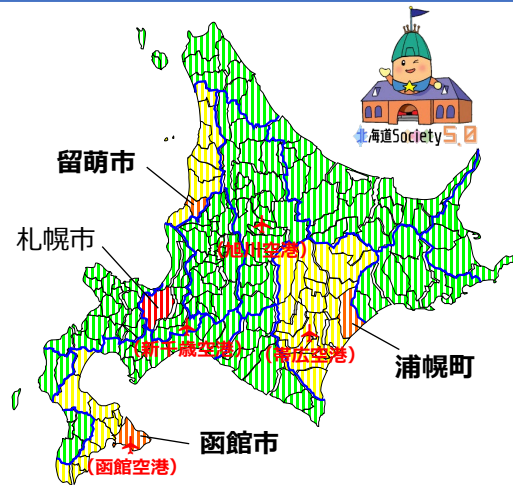 北海道Society5.0
留萌市
札幌市
(旭川空港)
(新千歳空港)
(帯広空港)
浦幌町
函館市
(函館空港)